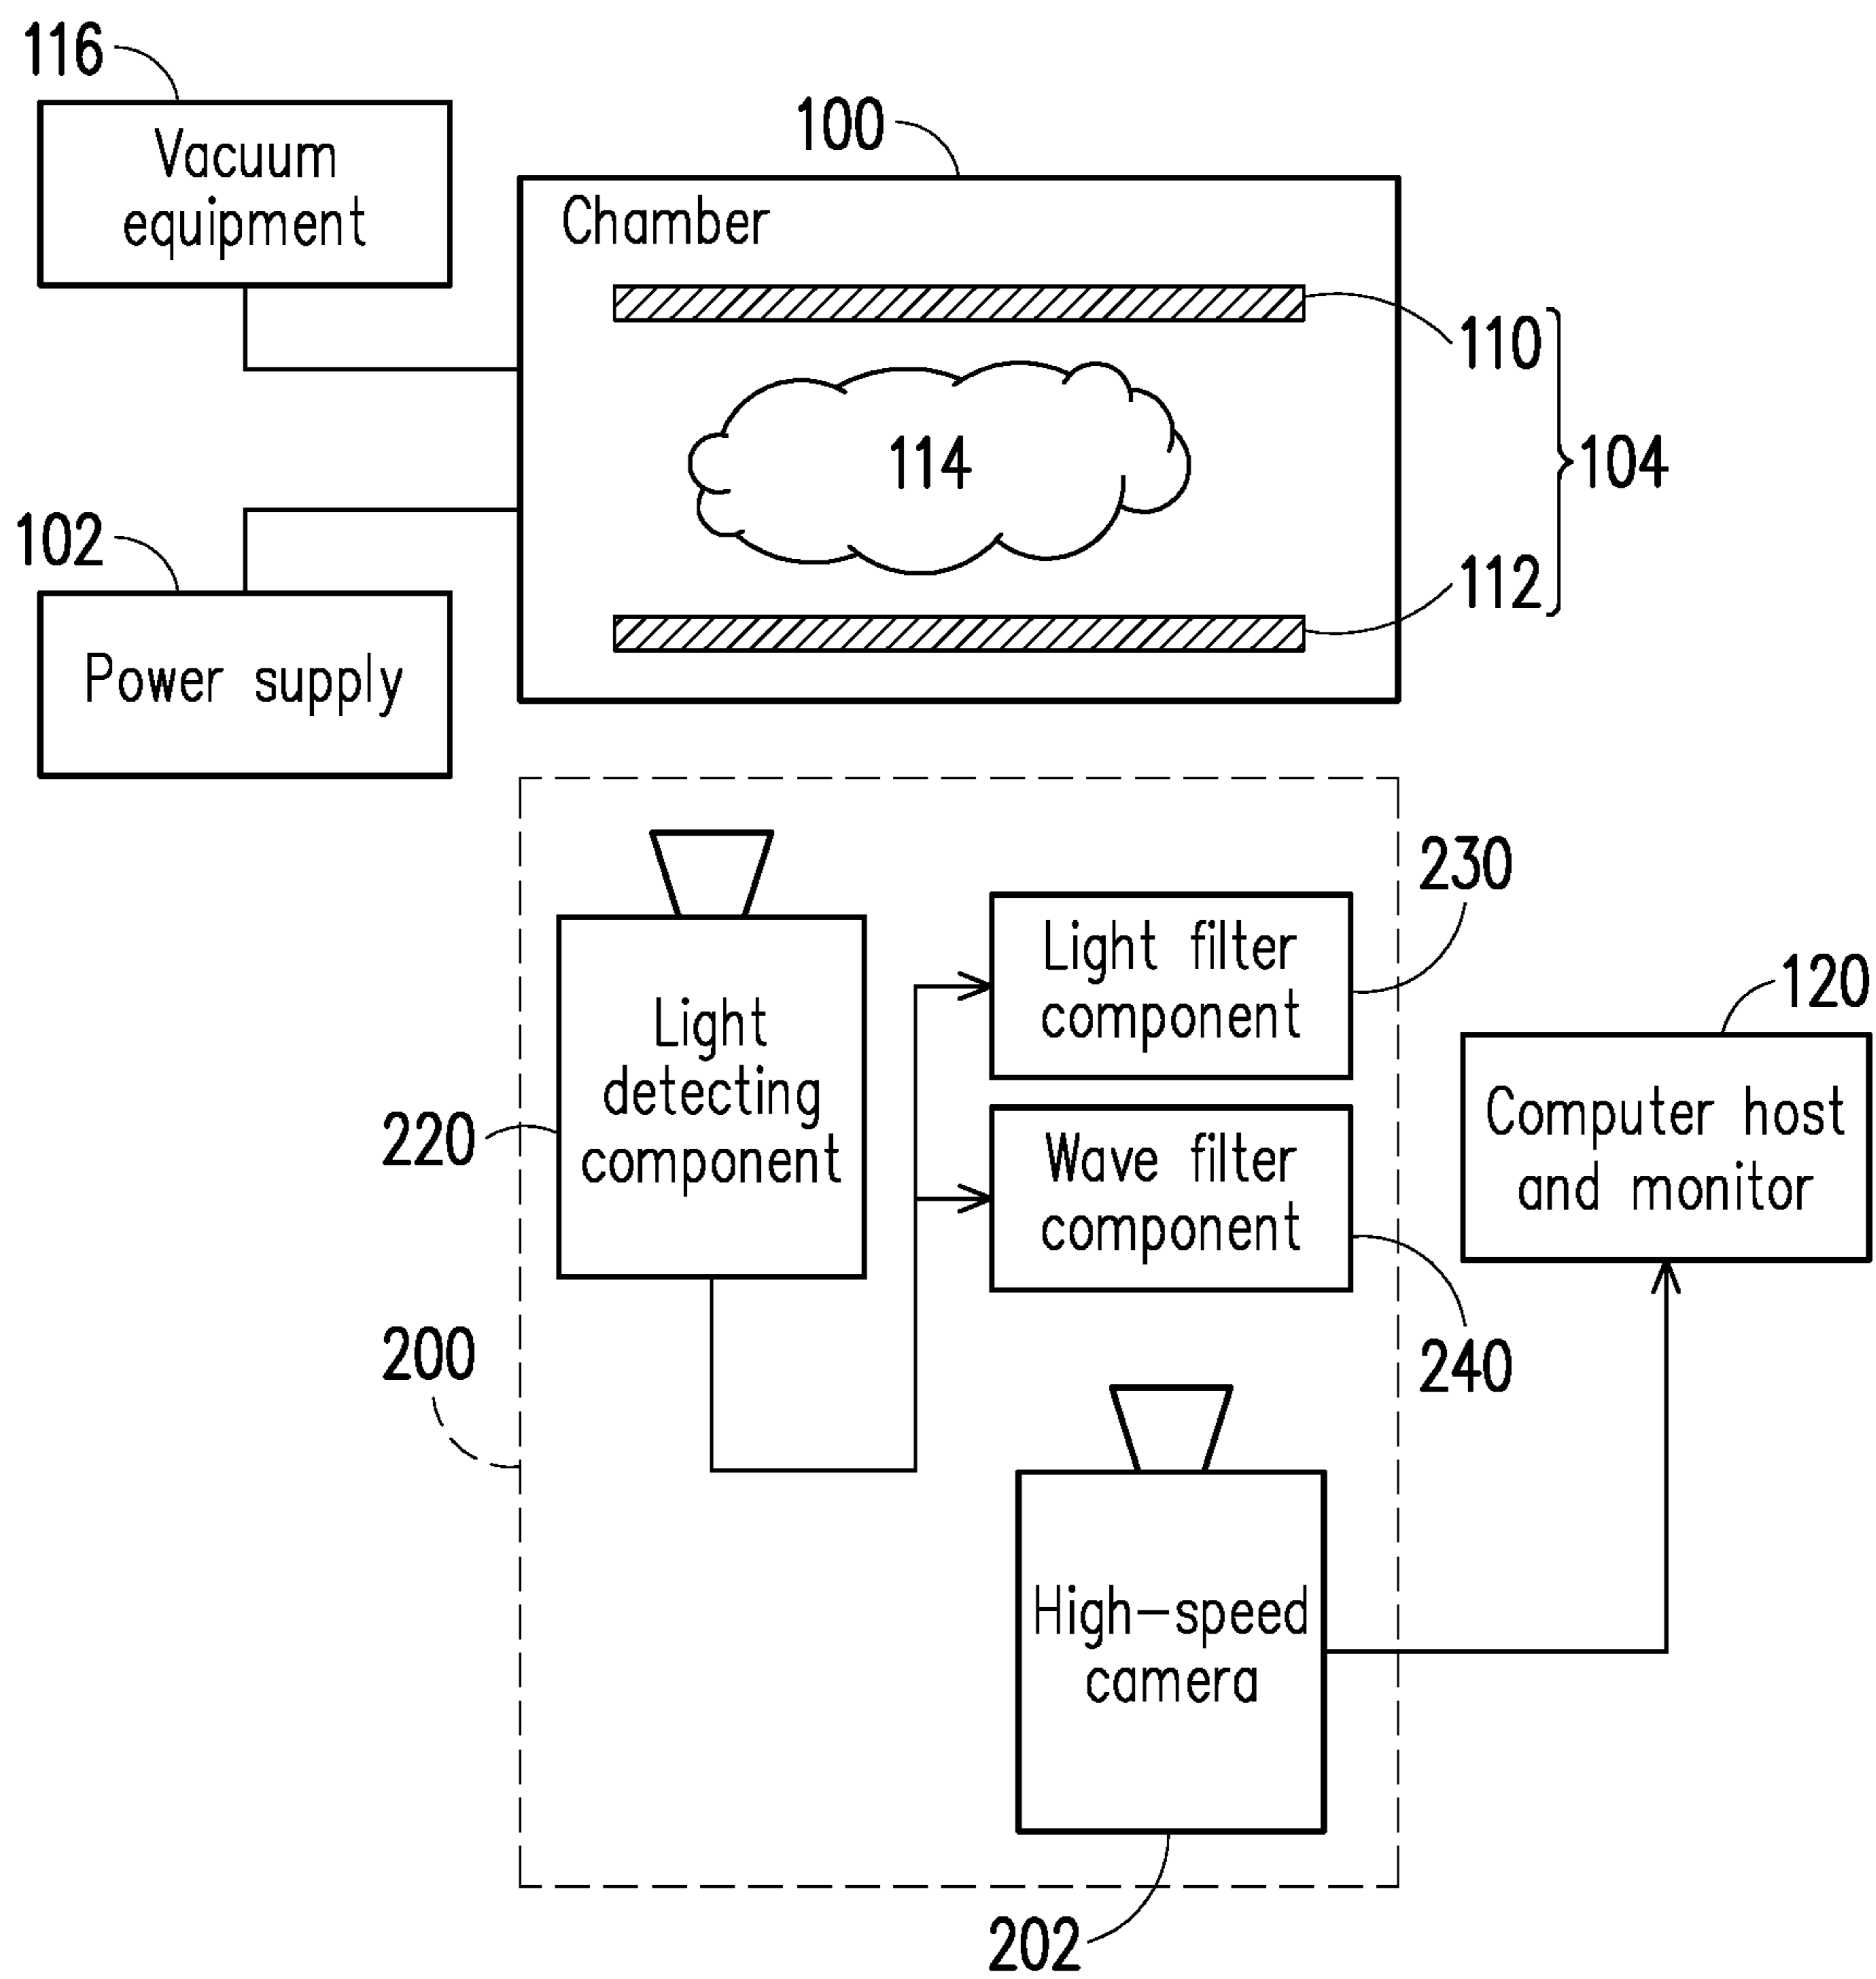 116
Vacuum
equipment
100
Chamber
110
104
114
112
102
Power supply
230
Light filter
component
120
Computer host
and monitor
Light
detecting
component
220
Wave filter
component
240
200
High-speed
camera
202